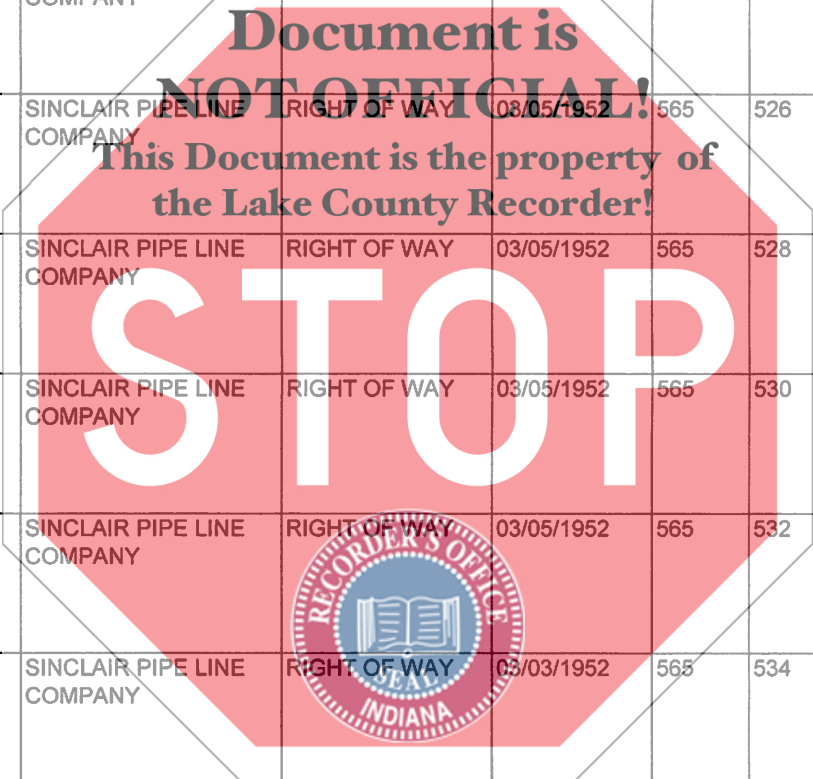 COMPANY
Document is
NOT OFFICIAL!
SINCLAIR PIPE LINE RIGHT OF WAY 565 526
COMPANY
This Document is the property of
the Lake County Recorder!
SINCLAIR PIPE LINE RIGHT OF WAY 03/05/1952 565 528
COMPANY
STOP
SINCLAIR PIPE LINE RIGHT OF WAY 03/05/1952 565 530
COMPANY
SINCLAIR PIPE LINE RIGHT OF WAY 03/05/1952 565 532
COMPANY
RECORDER'S OFFICE
SINCLAIR PIPE LINE RIGHT OF WAY 03/03/1952 565 534
COMPANY
SEAL
INDIANA